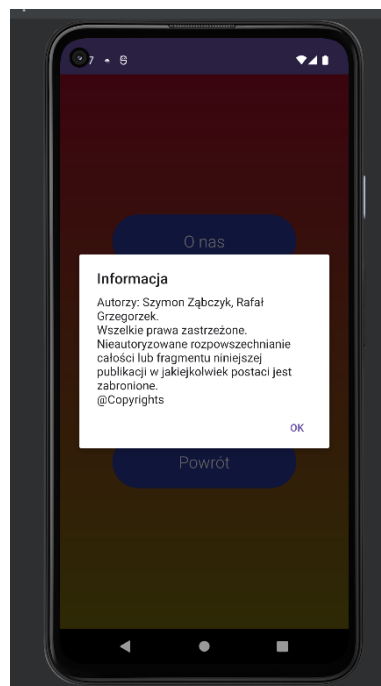 7
O nas
Informacja
Autorzy: Szymon Ząbczyk, Rafał
Grzegorzek.
Wszelkie prawa zastrzeżone.
Nieautoryzowane rozpowszechnianie
całości lub fragmentu niniejszej
publikacji w jakiejkolwiek postaci jest
zabronione.
@Copyrights
OK
Powrót